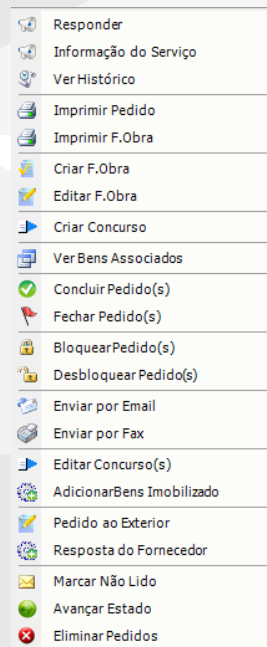 Responder
Informação do Serviço
Ver Histórico
Imprimir Pedido
Imprimir F.Obra
Criar F.Obra
Editar F.Obra
Criar Concurso
Ver Bens Associados
Concluir Pedido(s)
Fechar Pedido(s)
BloquearPedido(s)
Desbloquear Pedido(s)
Enviar por Email
Enviar por Fax
Editar Concurso(s)
AdicionarBens Imobilizado
Pedido ao Exterior
Resposta do Fornecedor
Marcar Não Lido
Avançar Estado
Eliminar Pedidos